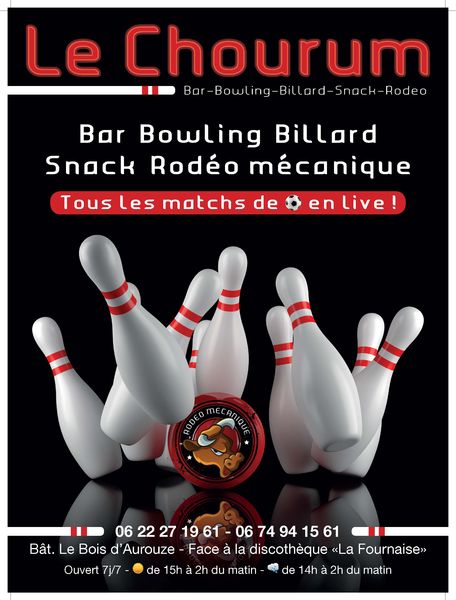 Le Chourum
Bar-Bowling-Billard-Snack-Rodeo
Bar Bowling Billard
Snack Rodéo mécanique
Tous les matchs de ⚽ en live !
RODEO MECANIQUE
06 22 27 19 61 - 06 74 94 15 61
Bât. Le Bois d'Aurouze - Face à la discothèque «La Fournaise»
Ouvert 7j/7 - de 15h à 2h du matin - de 14h à 2h du matin